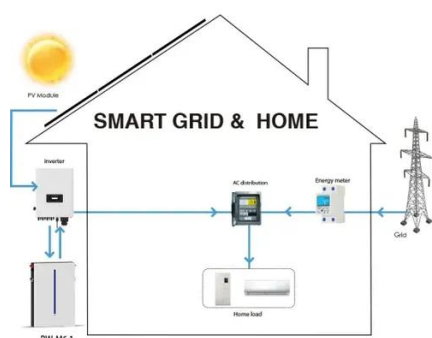 PV Module
SMART GRID & HOME
Inverter
AC distribution
Energy meter
Grid
Home load